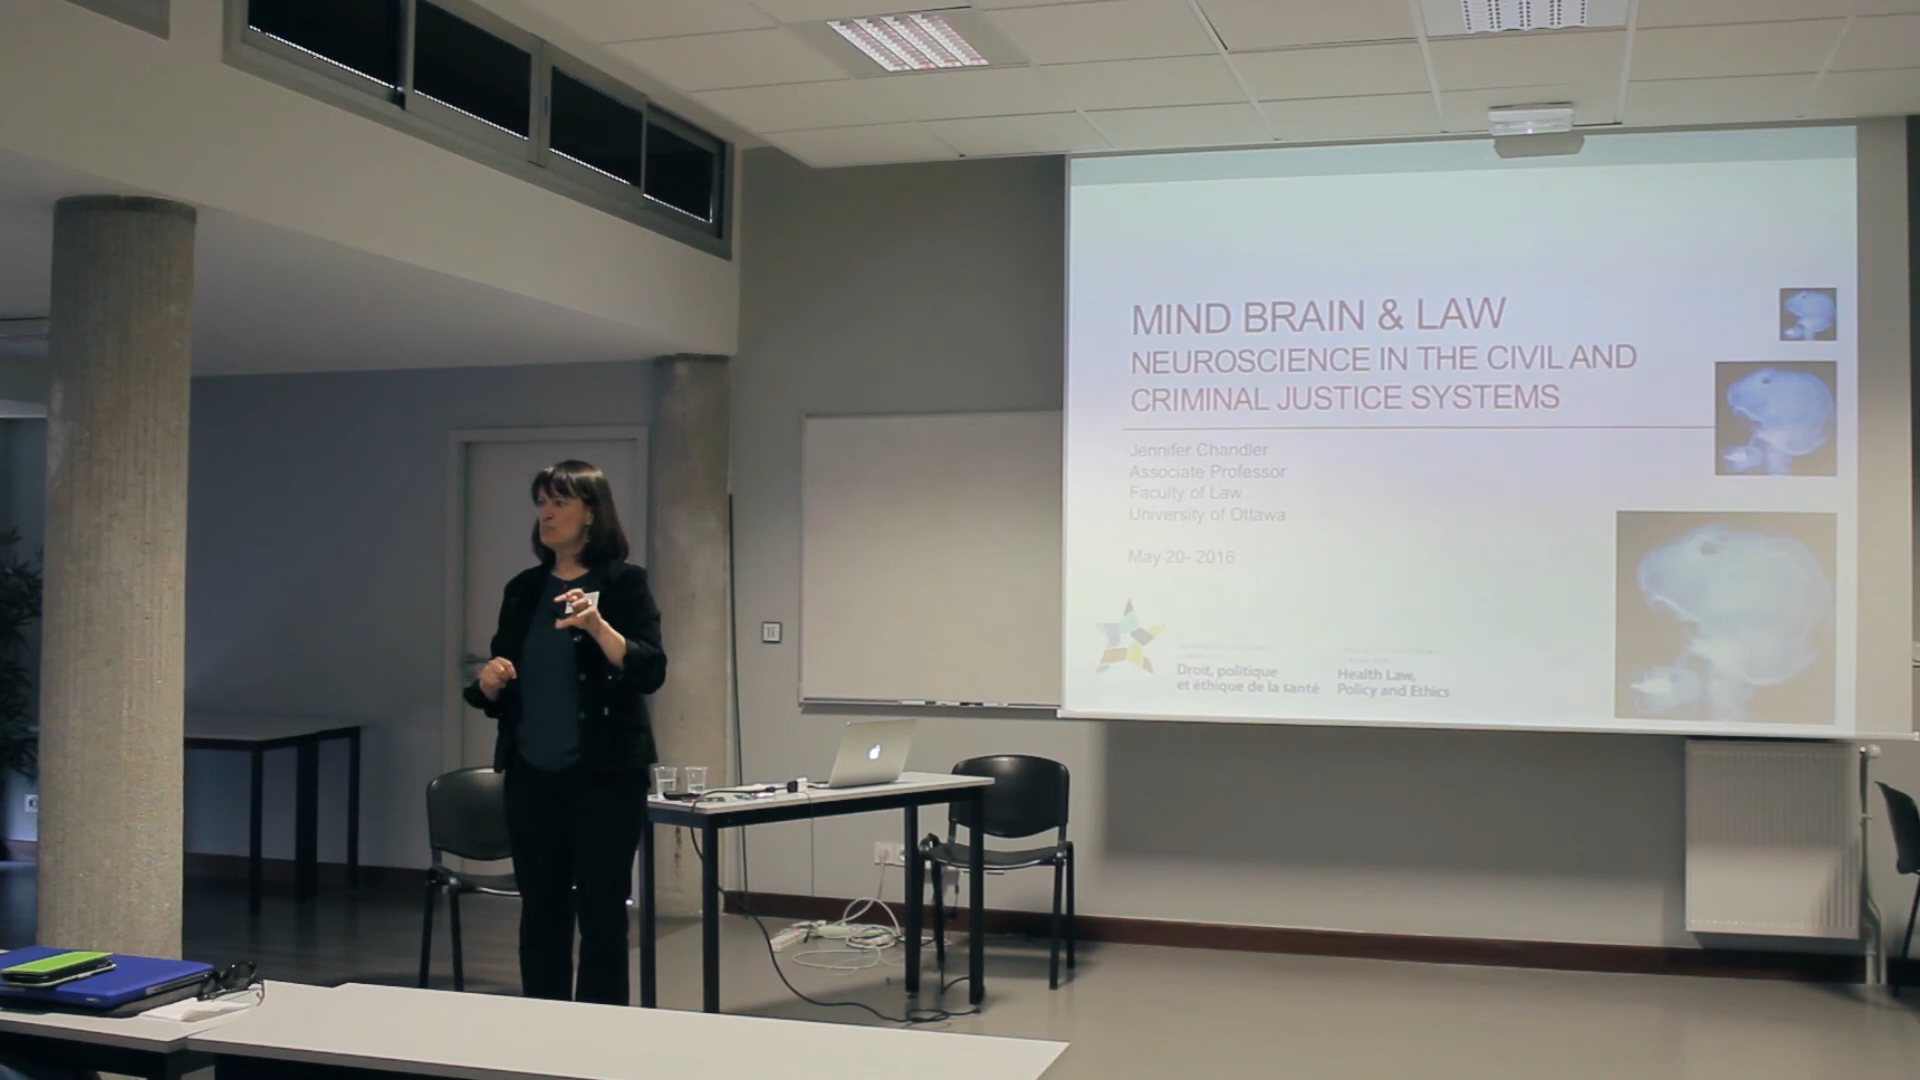 MIND BRAIN & LAW
NEUROSCIENCE IN THE CIVIL AND
CRIMINAL JUSTICE SYSTEMS
Jennifer Chandler
Associate Professor
Faculty of Law
University of Ottawa
May 20- 2016
Droit, politique
et éthique de la santé
Health Law,
Policy and Ethics